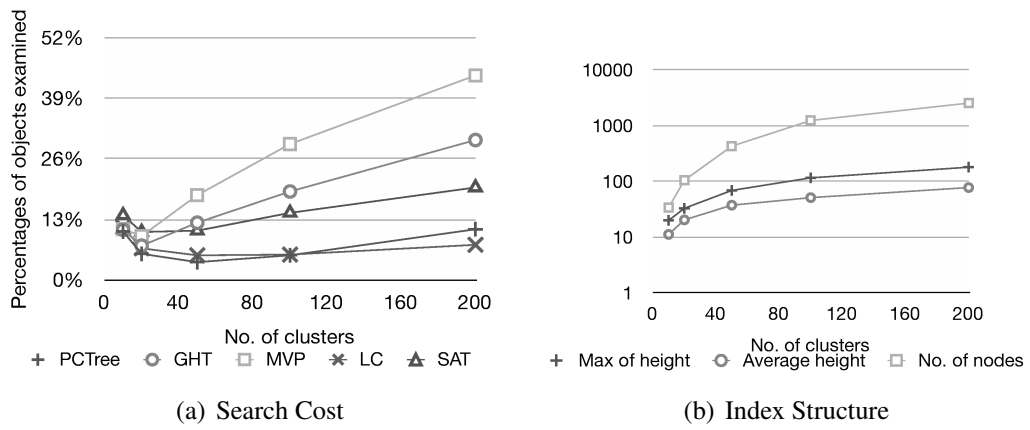 Percentages of objects examined
52%
39%
26%
13%
0%
0 40 80 120 160 200
No. of clusters
PCTree GHT MVP LC SAT
(a) Search Cost
10000
1000
100
10
1
0 40 80 120 160 200
No. of clusters
Max of height Average height No. of nodes
(b) Index Structure